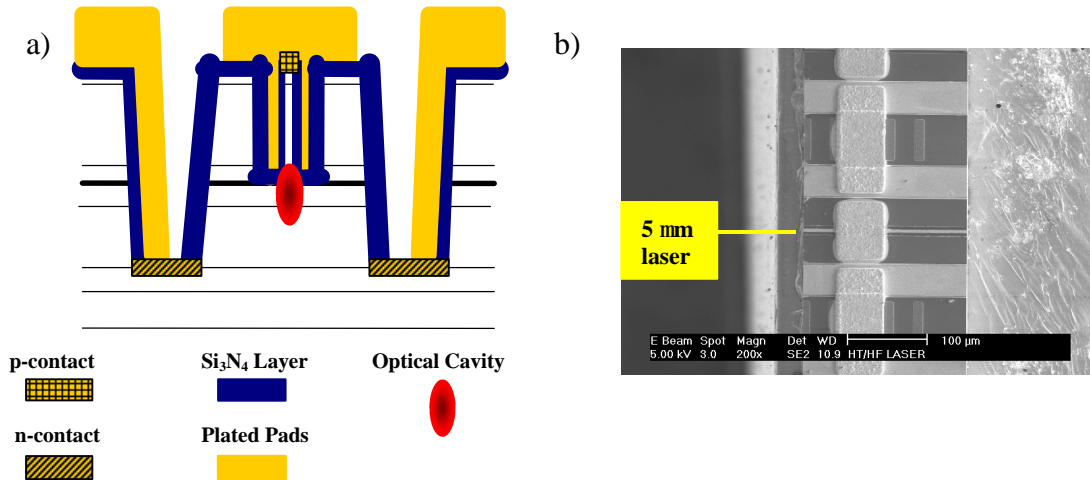 a)
b)
5 mm
laser
E Beam Spot Magn Det WD
5.00 kV 3.0 200x SE2 10.9 HT/HF LASER
100 µm
p-contact
Si₃N₄ Layer
Optical Cavity
n-contact
Plated Pads